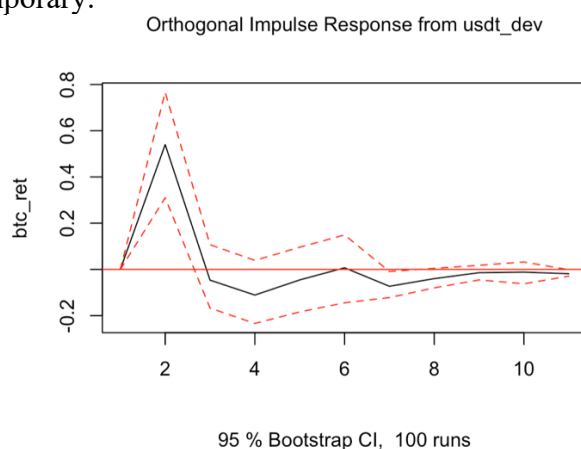 Orthogonal Impulse Response from usdt_dev
0.8
0.6
0.4
0.2
-0.2
btc_ret
2 4 6 8 10
95 % Bootstrap CI, 100 runs